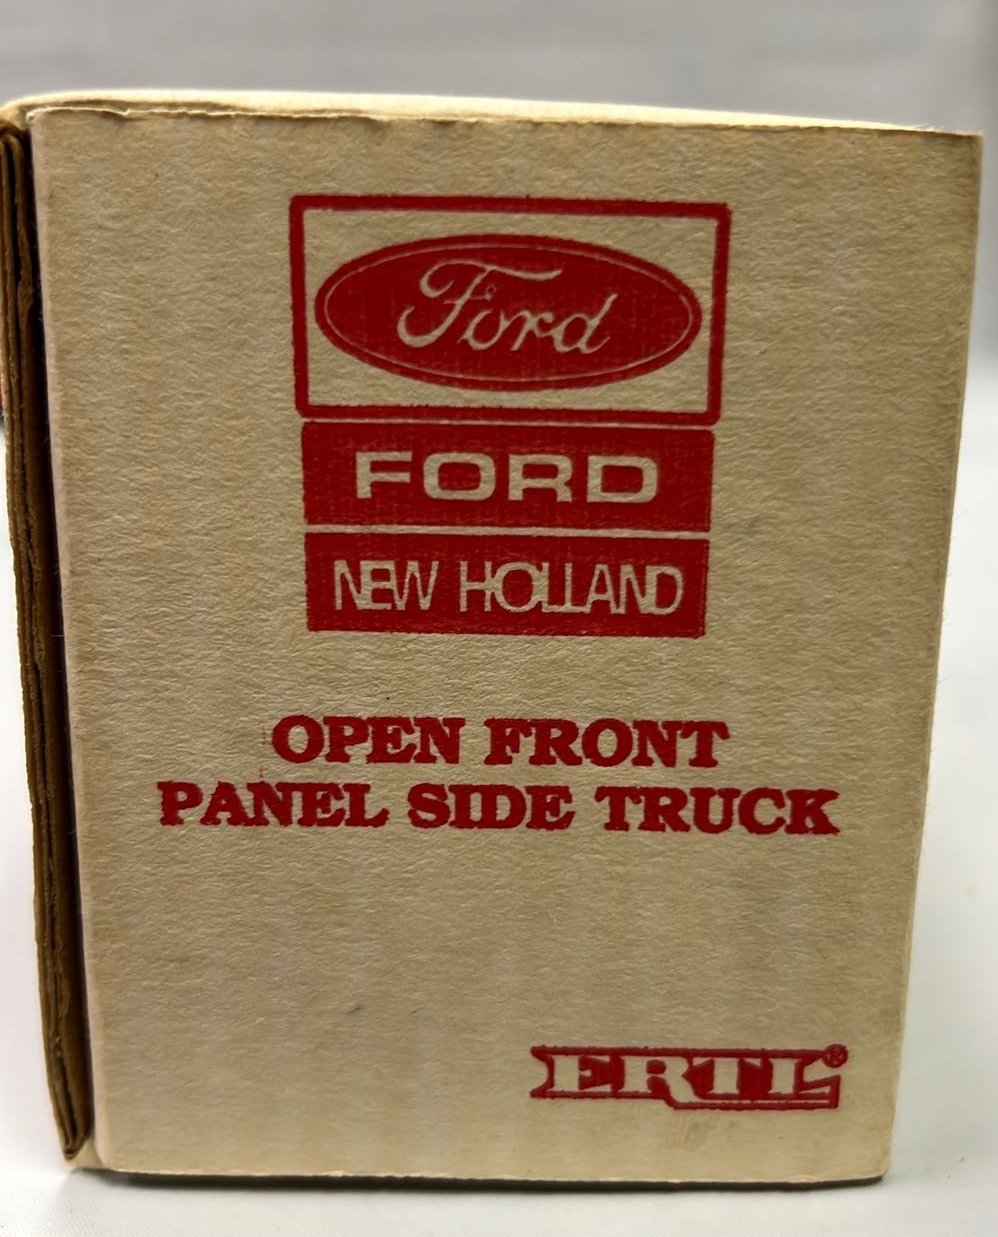 Ford
FORD
NEW HOLLAND
OPEN FRONT
PANEL SIDE TRUCK
ERTL®